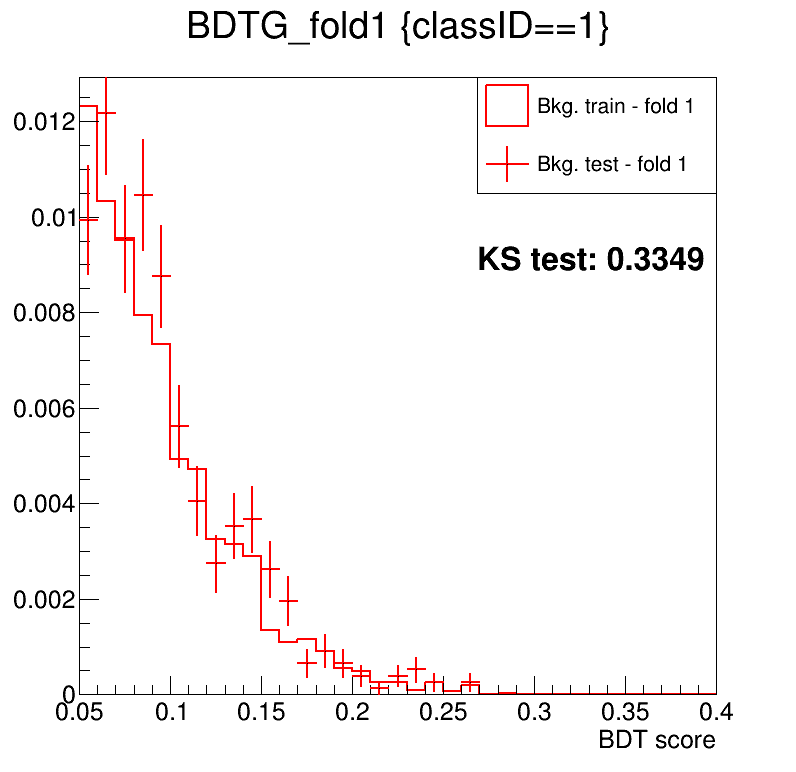 BDTG_fold1 {classID==1}
Bkg. train - fold 1
Bkg. test - fold 1
KS test: 0.3349
0.012
0.01
0.008
0.006
0.004
0.002
0
0.05 0.1 0.15 0.2 0.25 0.3 0.35 0.4
BDT score